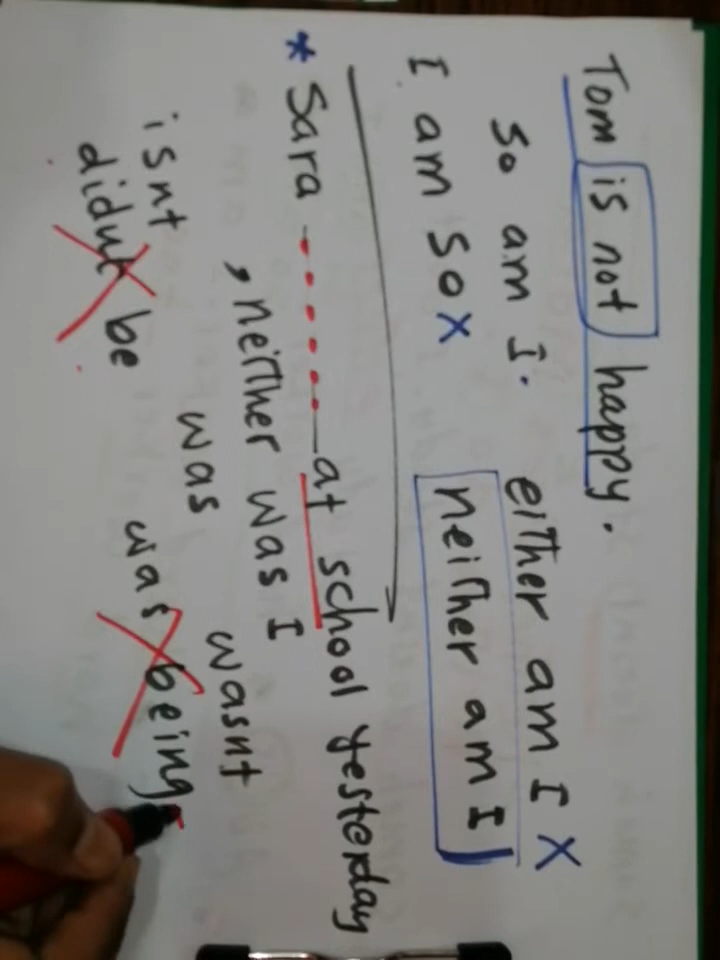 Tom is not happy.
so am I. either am I X
I am so X neither am I
* Sara ------ at school yesterday
, neither was I
isnt was wasnt
didnt be was being